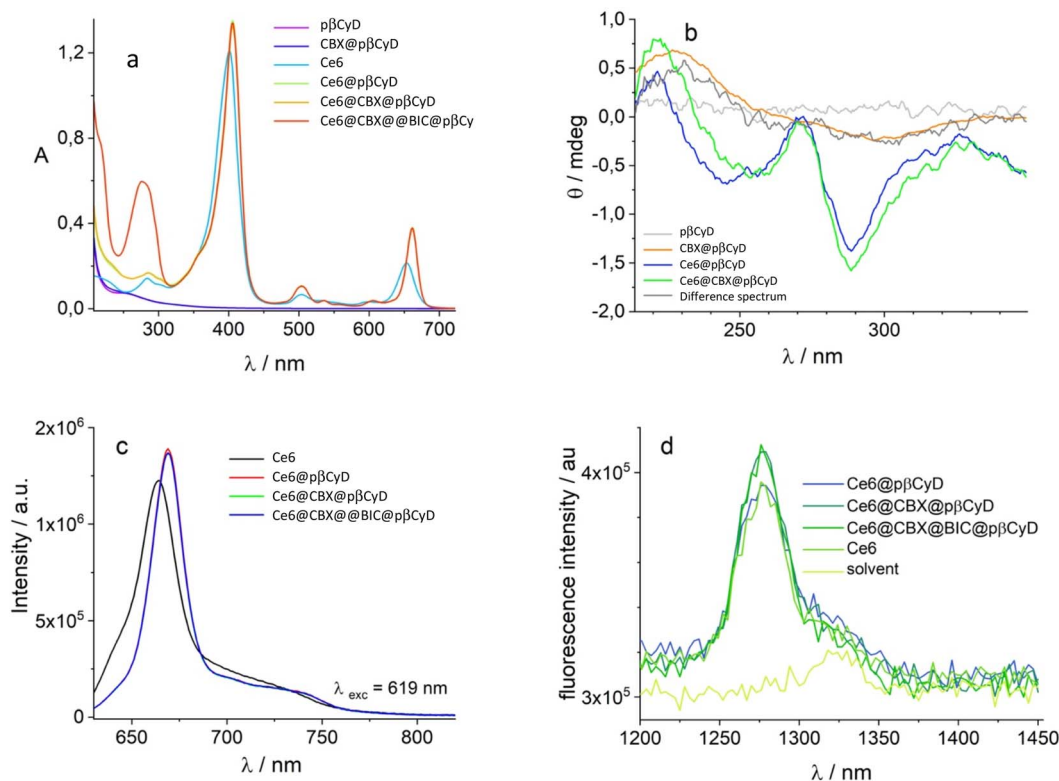 a
1,2
0,8
0,4
0,0
A
300 400 500 600 700
λ / nm
pβCyD
CBX@pβCyD
Ce6
Ce6@pβCyD
Ce6@CBX@pβCyD
Ce6@CBX@@BIC@pβCy
b
1,0
0,5
0,0
-0,5
-1,0
-1,5
-2,0
θ / mdeg
250 300
λ / nm
pβCyD
CBX@pβCyD
Ce6@pβCyD
Ce6@CBX@pβCyD
Difference spectrum
c
2x10⁶
1x10⁶
5x10⁵
0
Intensity / a.u.
650 700 750 800
λ / nm
Ce6
Ce6@pβCyD
Ce6@CBX@pβCyD
Ce6@CBX@@BIC@pβCyD
λ exc = 619 nm
d
4x10⁵
3x10⁵
fluorescence intensity / au
1200 1250 1300 1350 1400 1450
λ / nm
Ce6@pβCyD
Ce6@CBX@pβCyD
Ce6@CBX@BIC@pβCyD
Ce6
solvent